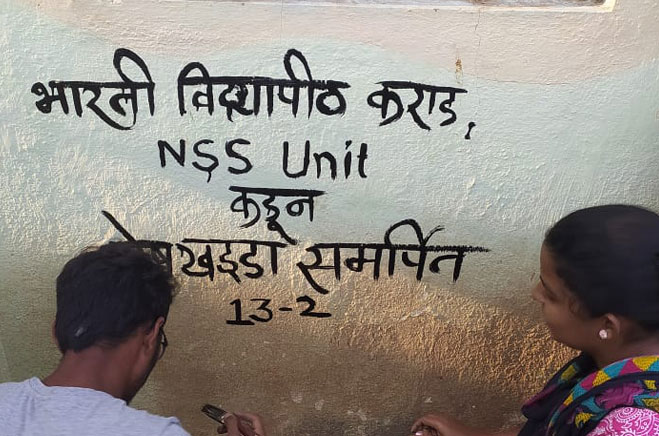 भारती विद्यापीठ कराड,
NSS Unit
कडून
समर्पित
13-2